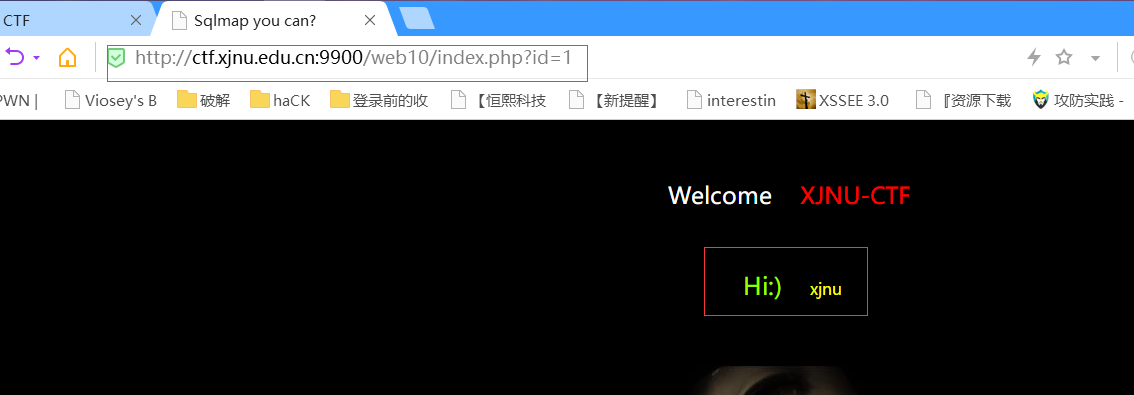 CTF Sqlmap you can?
http://ctf.xjnu.edu.cn:9900/web10/index.php?id=1
PWN | Viosey's B 破解 haCK 登录前的收 【恒熙科技 【新提醒】 interestin XSSEE 3.0 『资源下载 攻防实践 -
Welcome XJNU-CTF
Hi:) xjnu